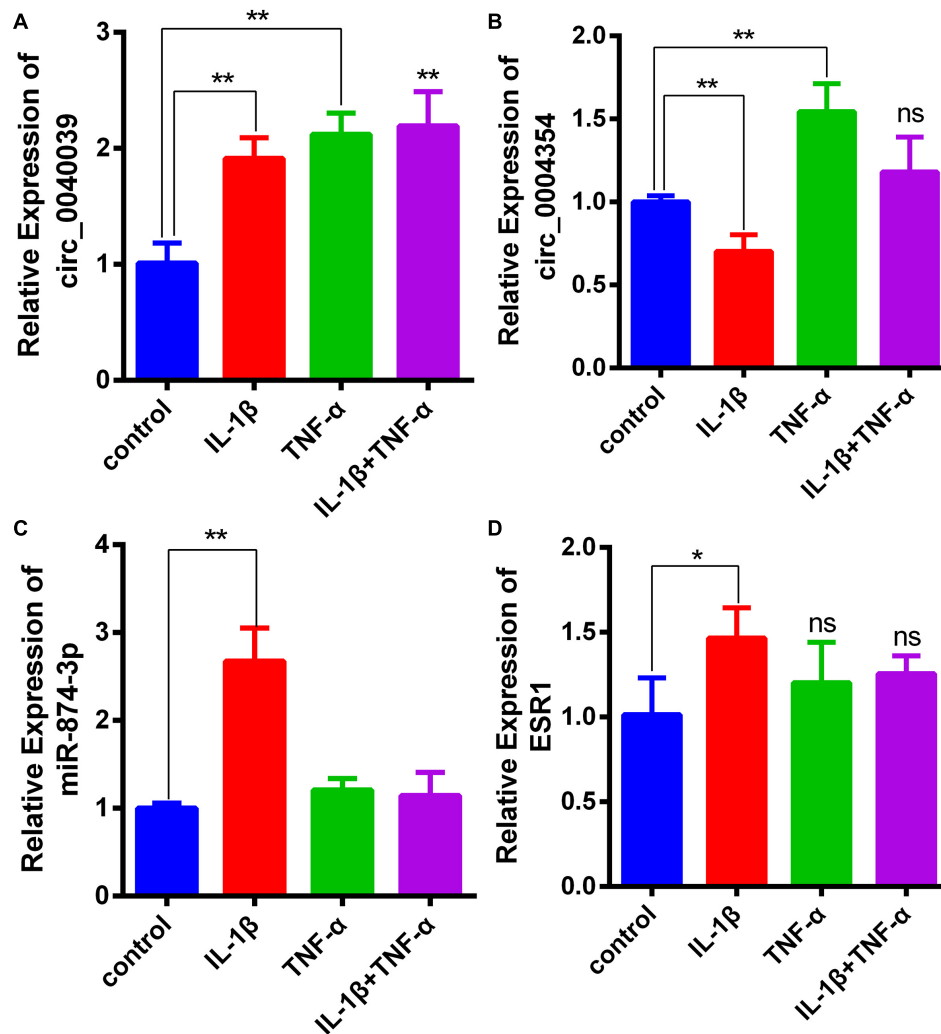 A
Relative Expression of
circ_0040039
3
2
1
0
**
**
**
control
IL-1β
TNF-α
IL-1β+TNF-α
B
Relative Expression of
circ_0004354
2.0
1.5
1.0
0.5
0.0
**
**
ns
control
IL-1β
TNF-α
IL-1β+TNF-α
C
Relative Expression of
miR-874-3p
4
3
2
1
0
**
control
IL-1β
TNF-α
IL-1β+TNF-α
D
Relative Expression of
ESR1
2.0
1.5
1.0
0.5
0.0
*
ns
ns
control
IL-1β
TNF-α
IL-1β+TNF-α